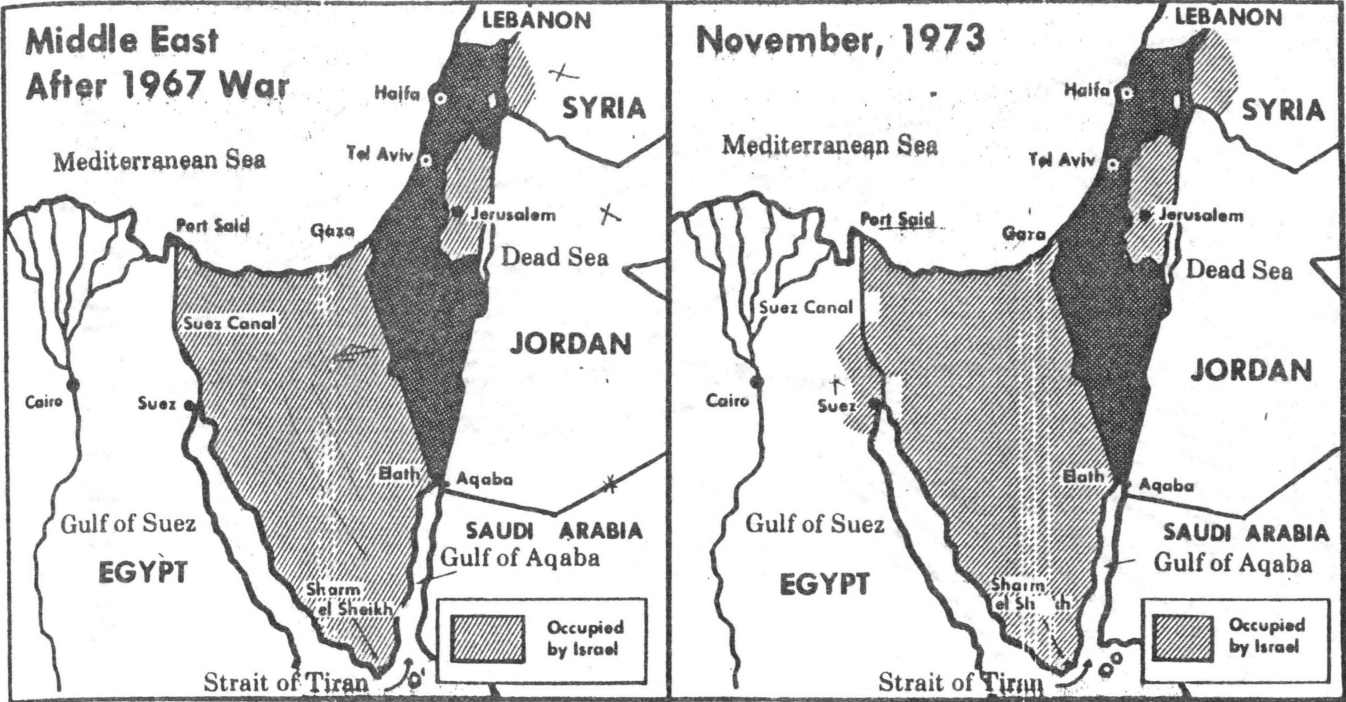 Middle East
After 1967 War
LEBANON
Haifa
SYRIA
Mediterranean Sea
Tel Aviv
Port Said
Gaza
Jerusalem
Dead Sea
Suez Canal
JORDAN
Cairo
Suez
Elath
Aqaba
Gulf of Suez
SAUDI ARABIA
EGYPT
Gulf of Aqaba
Sharm
el Sheikh
Strait of Tiran
Occupied
by Israel
November, 1973
LEBANON
Haifa
SYRIA
Mediterranean Sea
Tel Aviv
Port Said
Gaza
Jerusalem
Dead Sea
Suez Canal
JORDAN
Cairo
Suez
Elath
Aqaba
Gulf of Suez
SAUDI ARABIA
EGYPT
Gulf of Aqaba
Sharm
el
Strait of Tiran
Occupied
by Israel